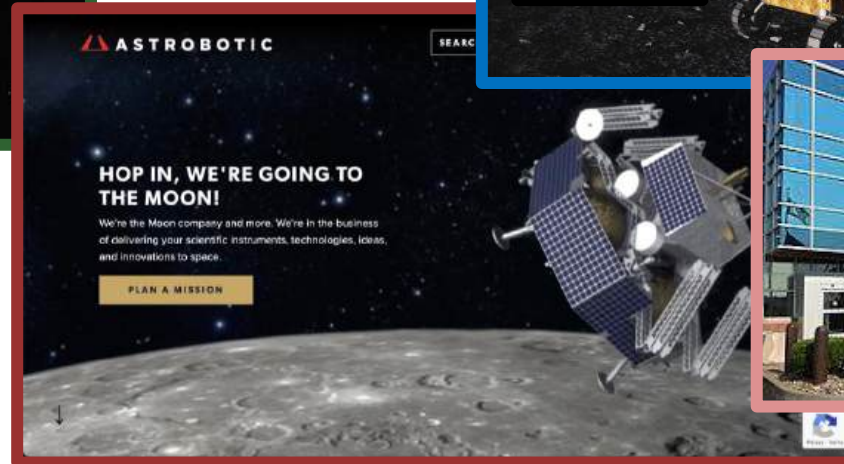 ASTROBOTIC
SEARC
HOP IN, WE'RE GOING TO
THE MOON!
We're the Moon company and more. We're in the business
of delivering your scientific instruments, technologies, ideas,
and innovations to space.
PLAN A MISSION